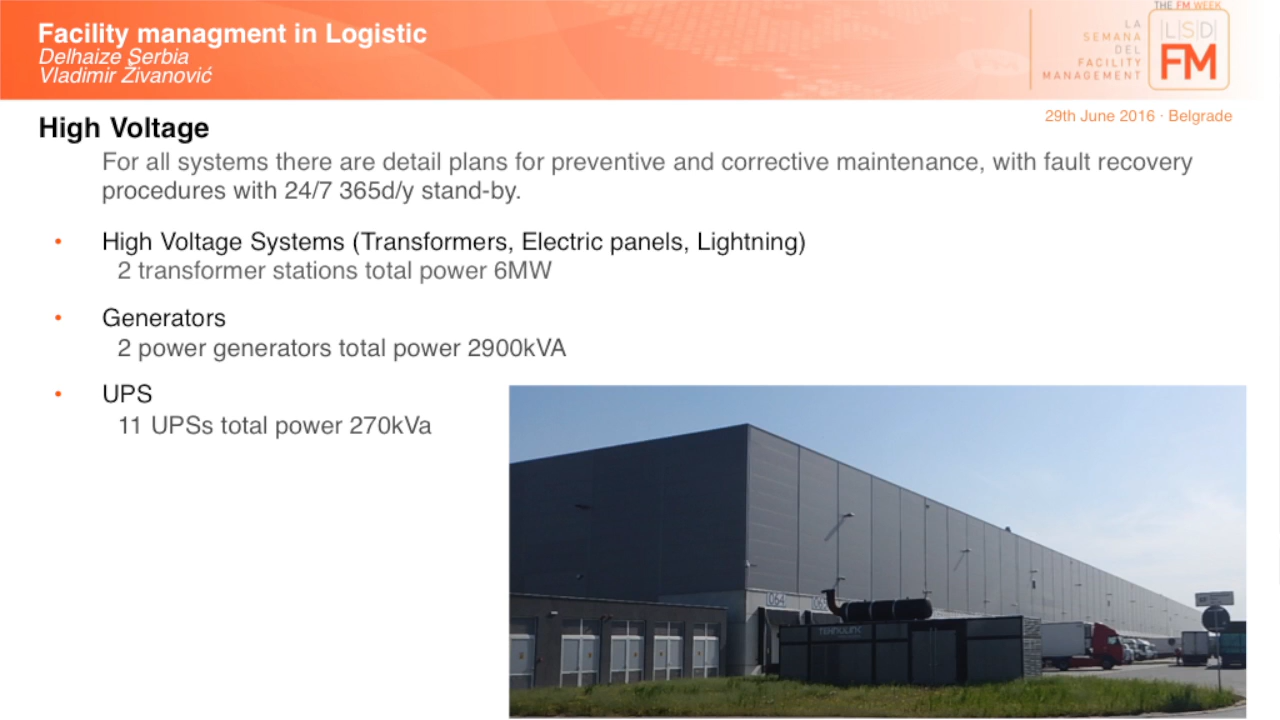 Facility managment in Logistic
Delhaize Serbia
Vladimir Živanović
THE FM WEEK
LA
SEMANA
DEL
FACILITY
MANAGEMENT
LSD
FM
29th June 2016 · Belgrade
High Voltage
For all systems there are detail plans for preventive and corrective maintenance, with fault recovery
procedures with 24/7 365d/y stand-by.
• High Voltage Systems (Transformers, Electric panels, Lightning)
2 transformer stations total power 6MW
• Generators
2 power generators total power 2900kVA
• UPS
11 UPSs total power 270kVa
064